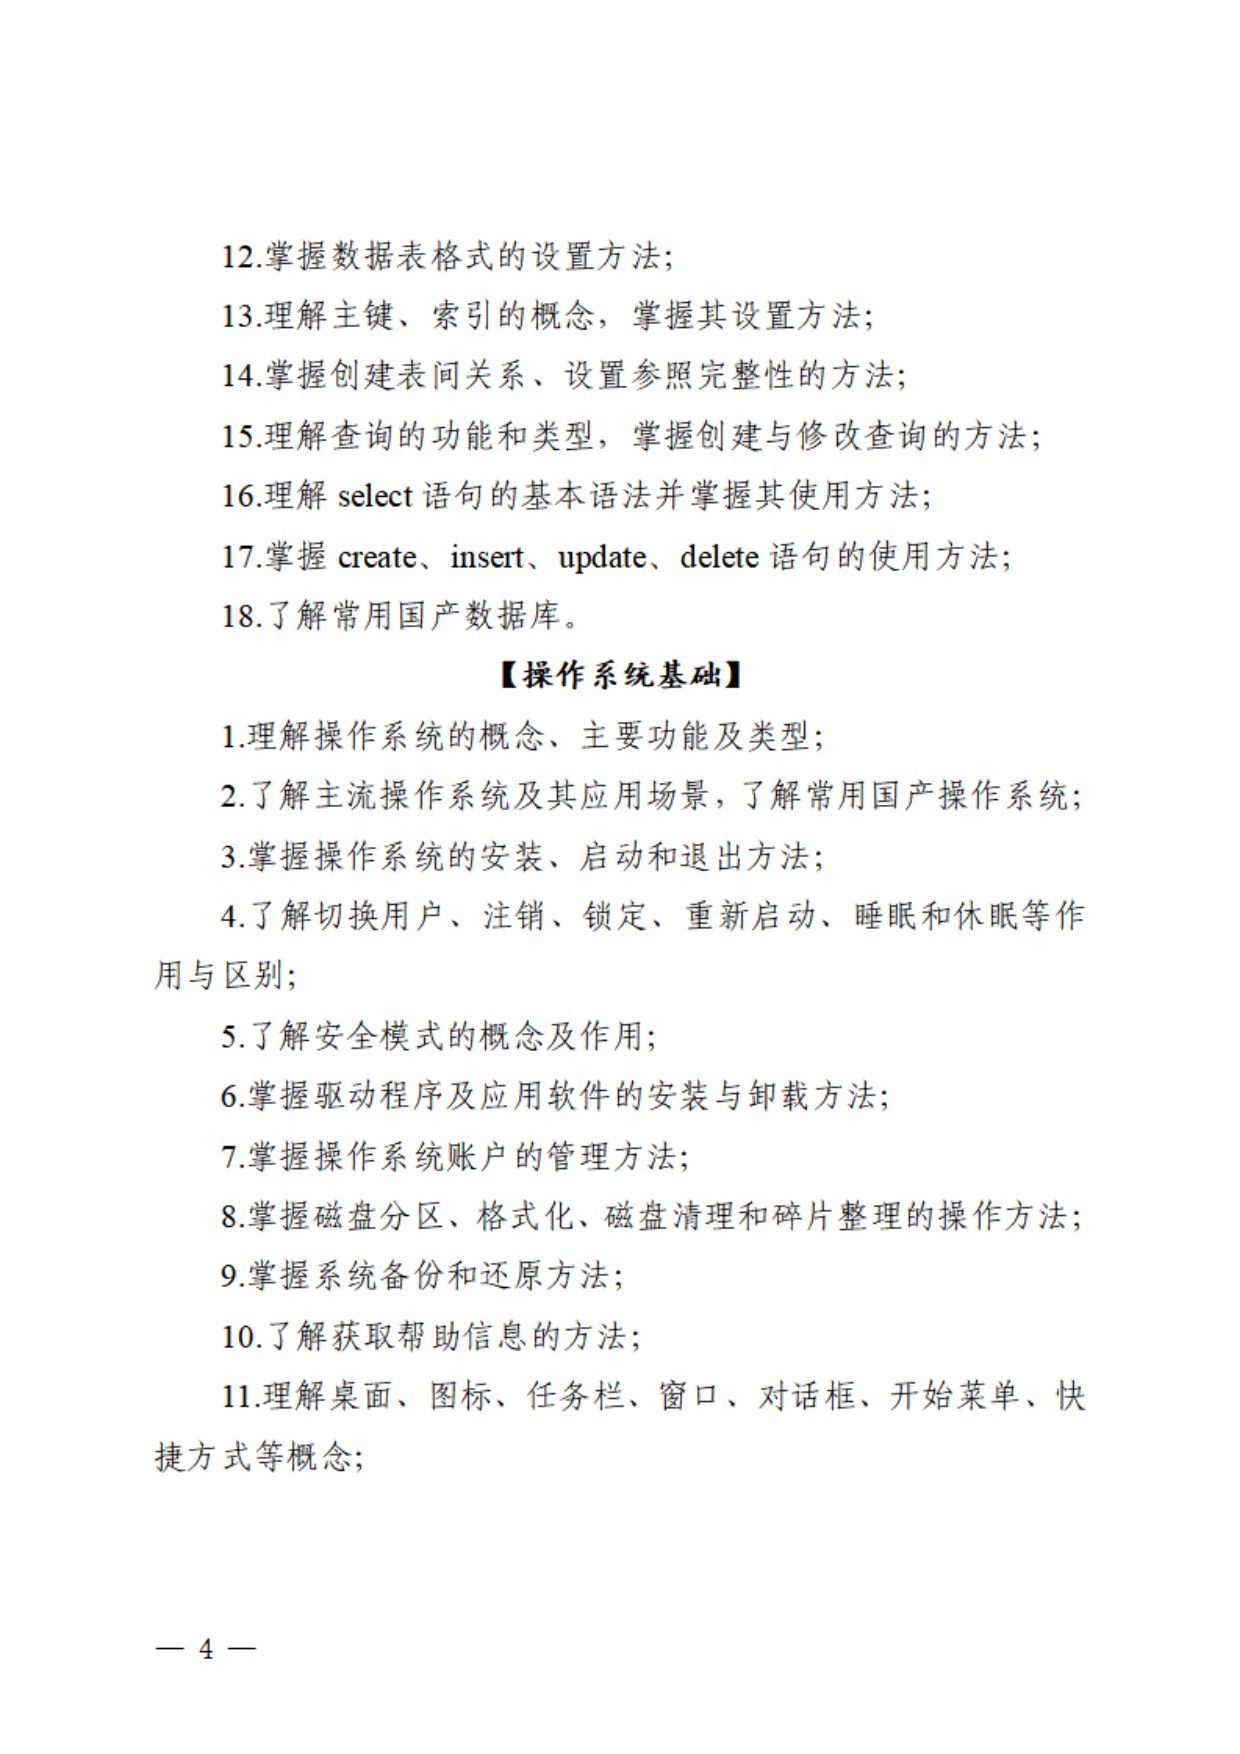 12.掌握数据表格式的设置方法；
13.理解主键、索引的概念，掌握其设置方法；
14.掌握创建表间关系、设置参照完整性的方法；
15.理解查询的功能和类型，掌握创建与修改查询的方法；
16.理解 select 语句的基本语法并掌握其使用方法；
17.掌握 create、insert、update、delete 语句的使用方法；
18.了解常用国产数据库。
【操作系统基础】
1.理解操作系统的概念、主要功能及类型；
2.了解主流操作系统及其应用场景，了解常用国产操作系统；
3.掌握操作系统的安装、启动和退出方法；
4.了解切换用户、注销、锁定、重新启动、睡眠和休眠等作
用与区别；
5.了解安全模式的概念及作用；
6.掌握驱动程序及应用软件的安装与卸载方法；
7.掌握操作系统账户的管理方法；
8.掌握磁盘分区、格式化、磁盘清理和碎片整理的操作方法；
9.掌握系统备份和还原方法；
10.了解获取帮助信息的方法；
11.理解桌面、图标、任务栏、窗口、对话框、开始菜单、快
捷方式等概念；
— 4 —